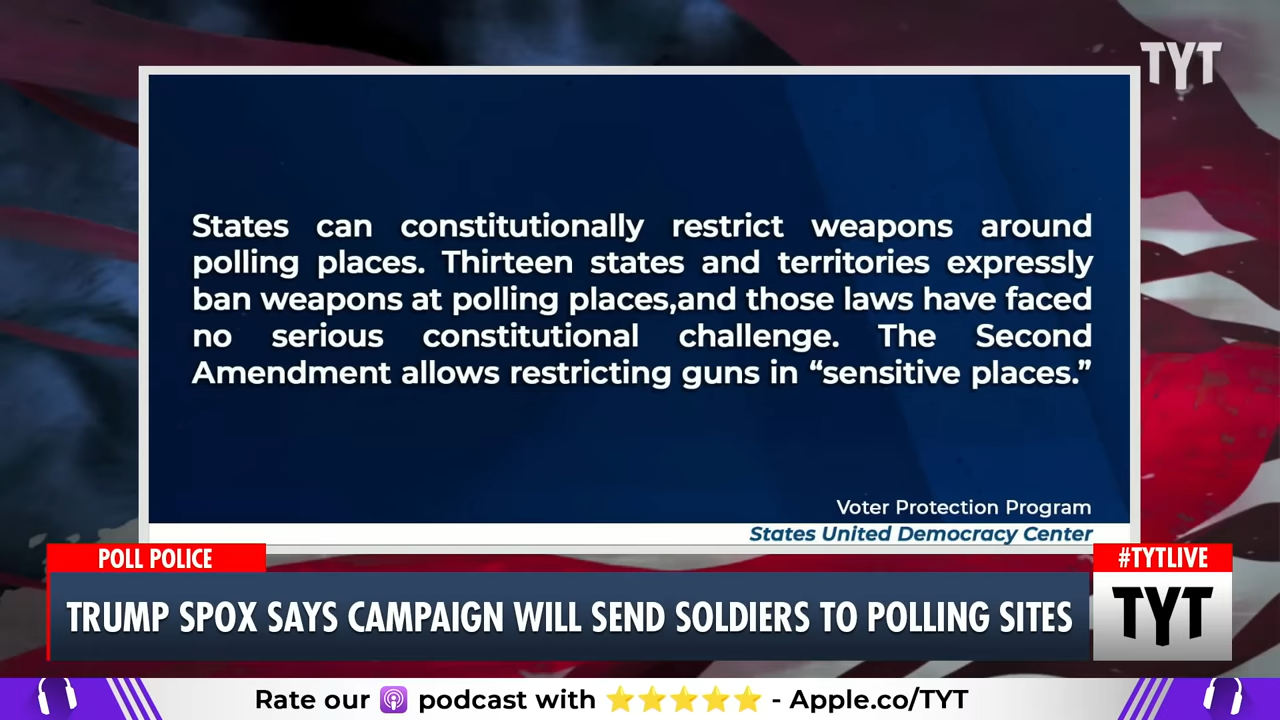 TYT
States can constitutionally restrict weapons around
polling places. Thirteen states and territories expressly
ban weapons at polling places,and those laws have faced
no serious constitutional challenge. The Second
Amendment allows restricting guns in “sensitive places.”
Voter Protection Program
States United Democracy Center
POLL POLICE
#TYTLIVE
TRUMP SPOX SAYS CAMPAIGN WILL SEND SOLDIERS TO POLLING SITES
TYT
Rate our podcast with ⭐⭐⭐⭐⭐ - Apple.co/TYT